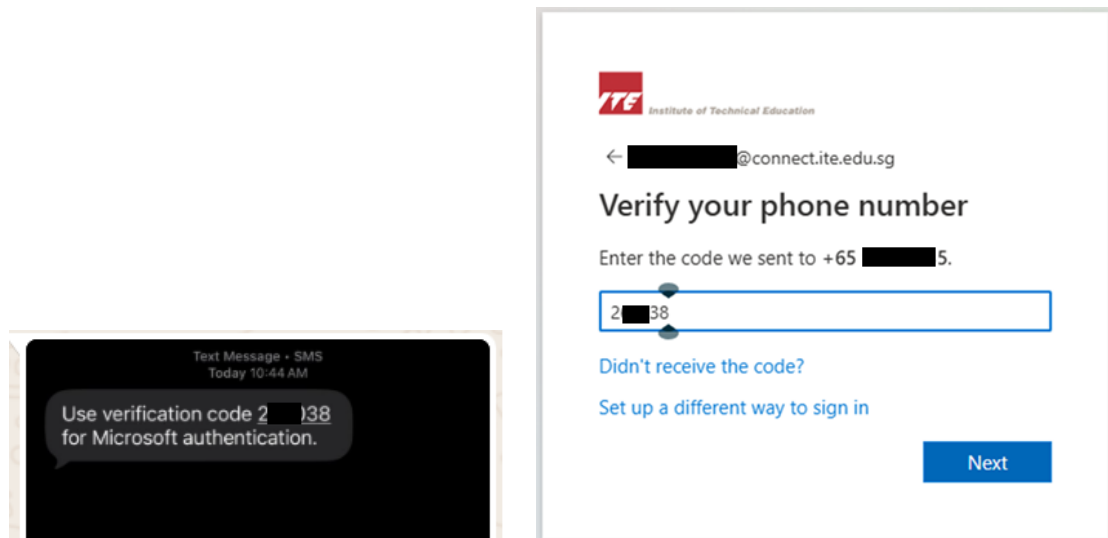 Text Message • SMS
Today 10:44 AM
Use verification code 2 038
for Microsoft authentication.
ITE Institute of Technical Education
← @connect.ite.edu.sg
Verify your phone number
Enter the code we sent to +65 5.
2 38
Didn't receive the code?
Set up a different way to sign in
Next